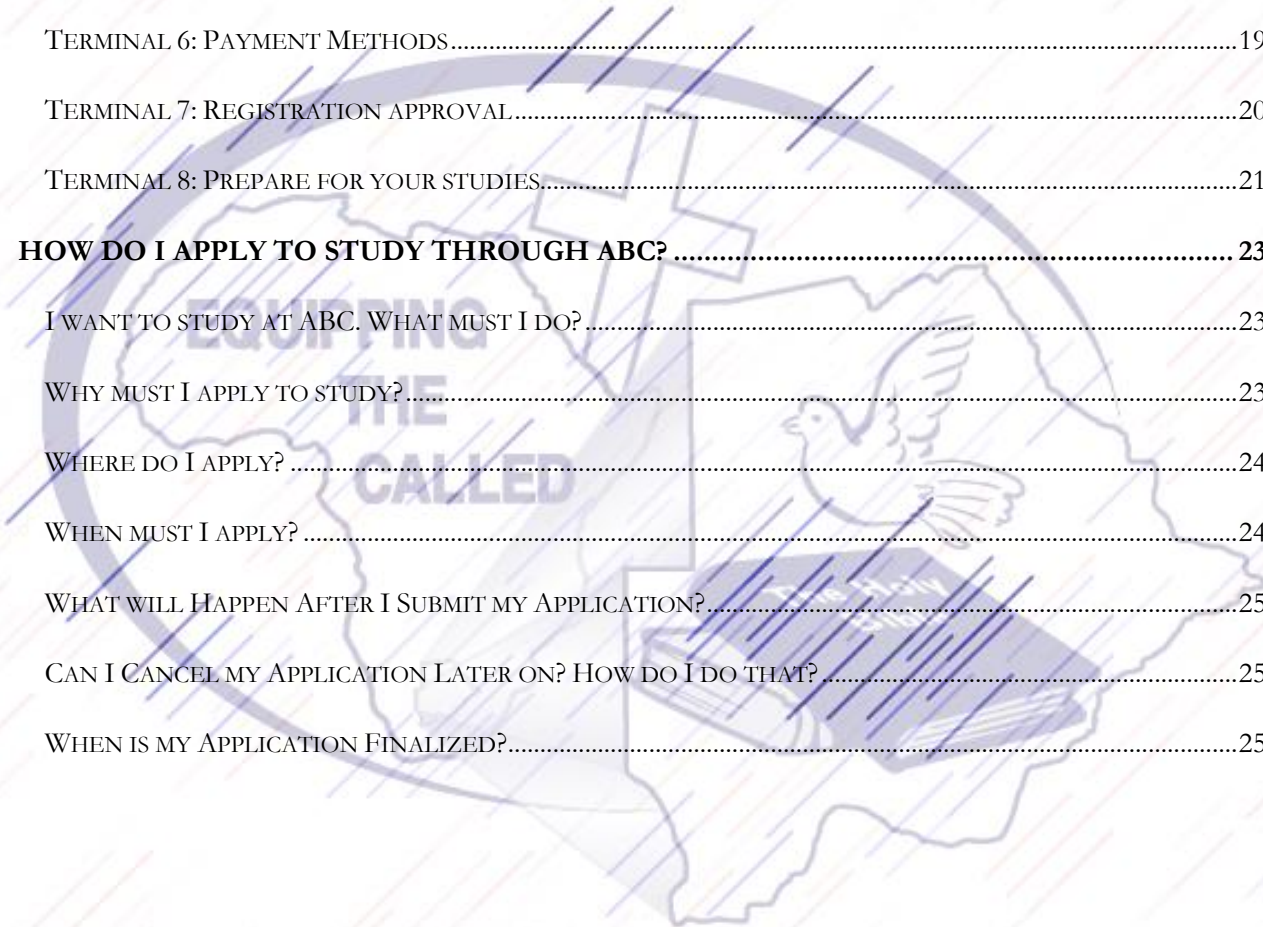 TERMINAL 6: PAYMENT METHODS........................19
TERMINAL 7: REGISTRATION APPROVAL........................20
TERMINAL 8: PREPARE FOR YOUR STUDIES........................21
HOW DO I APPLY TO STUDY THROUGH ABC? ........................ 23
I WANT TO STUDY AT ABC. WHAT MUST I DO?........................23
WHY MUST I APPLY TO STUDY?........................23
WHERE DO I APPLY? ........................24
WHEN MUST I APPLY? ........................24
WHAT WILL HAPPEN AFTER I SUBMIT MY APPLICATION?........................25
CAN I CANCEL MY APPLICATION LATER ON? HOW DO I DO THAT? ........................25
WHEN IS MY APPLICATION FINALIZED?........................25
EQUIPPING
THE
CALLED
The Holy
Bible